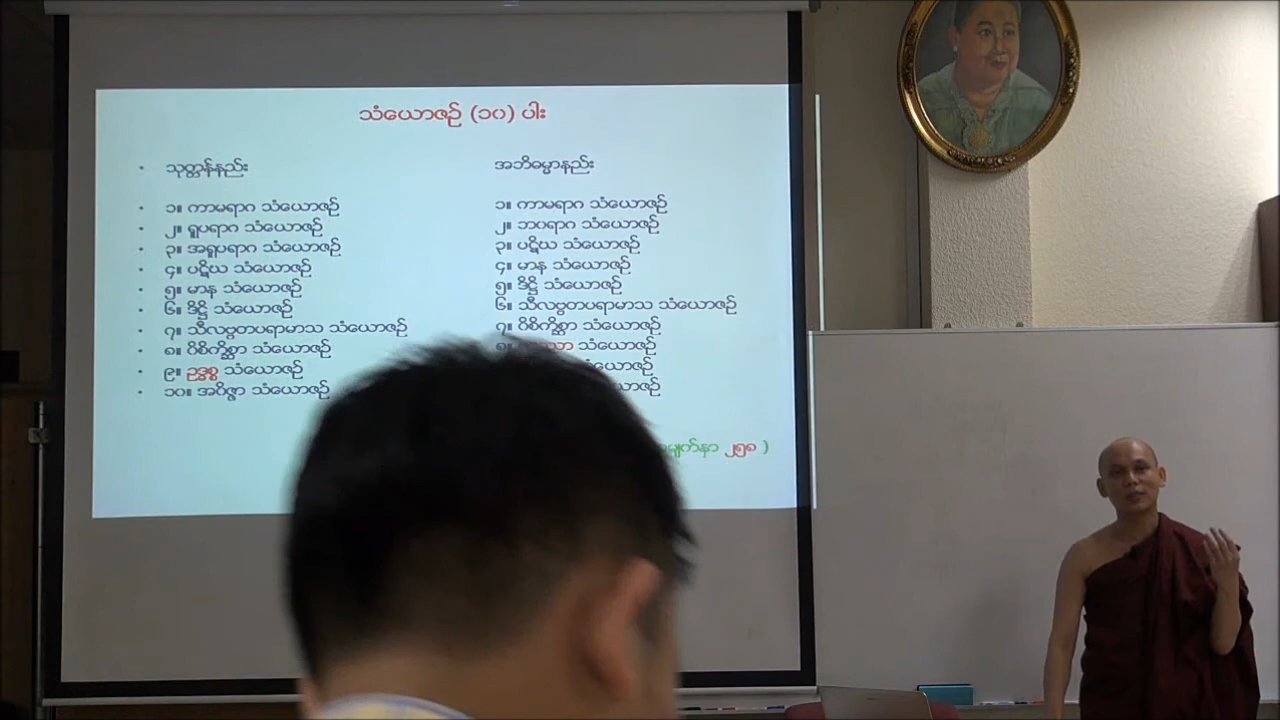 သံယောဇဉ် (၁၀) ပါး
• သုတ္တန်နည်း
• ၁။ ကာမရာဂ သံယောဇဉ်
• ၂။ ရူပရာဂ သံယောဇဉ်
• ၃။ အရူပရာဂ သံယောဇဉ်
• ၄။ ပဋိဃ သံယောဇဉ်
• ၅။ မာန သံယောဇဉ်
• ၆။ ဒိဋ္ဌိ သံယောဇဉ်
• ၇။ သီလဗ္ဗတပရာမာသ သံယောဇဉ်
• ၈။ ဝိစိကိစ္ဆာ သံယောဇဉ်
• ၉။ ဥဒ္ဓစ္စ သံယောဇဉ်
• ၁၀။ အဝိဇ္ဇာ သံယောဇဉ်
အဘိဓမ္မာနည်း
၁။ ကာမရာဂ သံယောဇဉ်
၂။ ဘဝရာဂ သံယောဇဉ်
၃။ ပဋိဃ သံယောဇဉ်
၄။ မာန သံယောဇဉ်
၅။ ဒိဋ္ဌိ သံယောဇဉ်
၆။ သီလဗ္ဗတပရာမာသ သံယောဇဉ်
၇။ ဝိစိကိစ္ဆာ သံယောဇဉ်
၈။ သံယောဇဉ်
၂၅၈ )